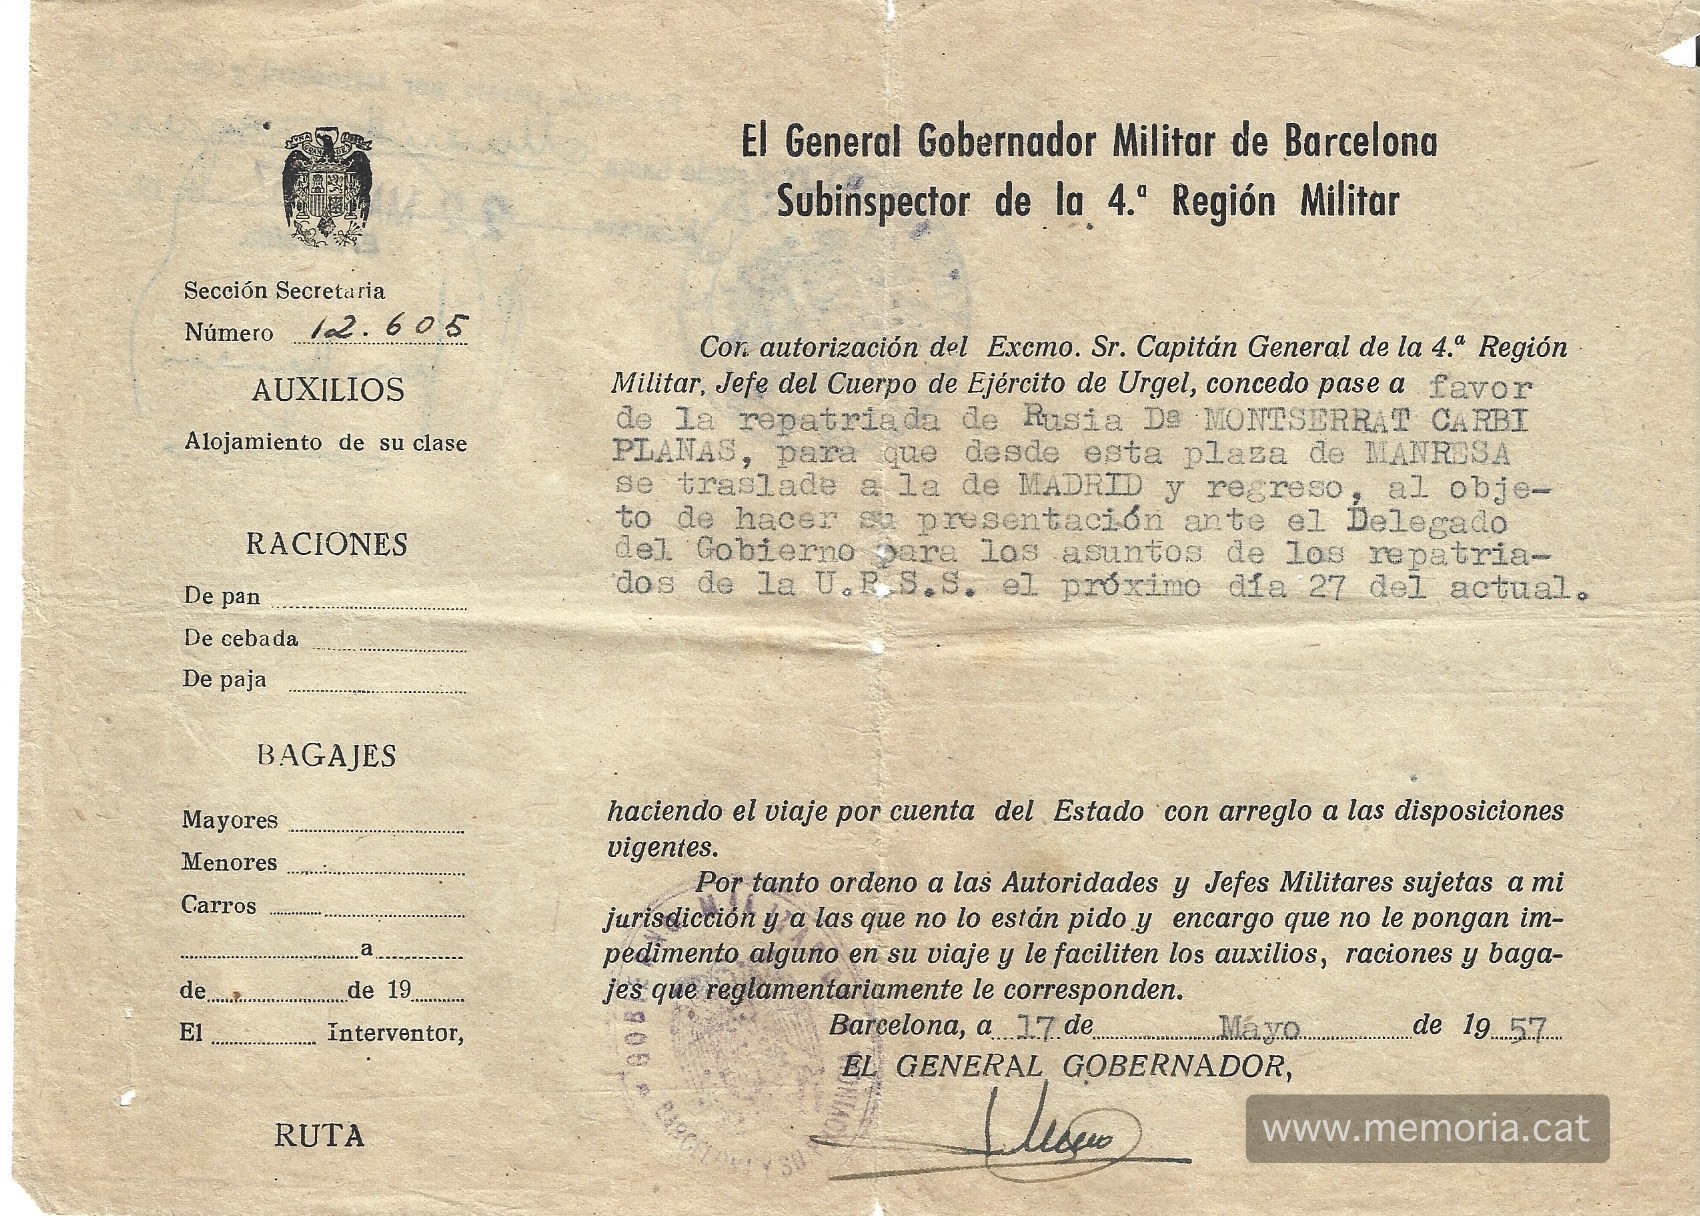 El General Gobernador Militar de Barcelona
Subinspector de la 4.ª Región Militar
Sección Secretaria
Número 12.605
AUXILIOS
Alojamiento de su clase
RACIONES
De pan
De cebada
De paja
BAGAJES
Mayores
Menores
Carros
a
de de 19
El Interventor,
RUTA
Con autorización del Excmo. Sr. Capitán General de la 4.ª Región
Militar, Jefe del Cuerpo de Ejército de Urgel, concedo pase a favor
de la repatriada de Rusia Dª MONTSERRAT CARBI
PLANAS, para que desde esta plaza de MANRESA
se traslade a la de MADRID y regreso, al obje-
to de hacer su presentación ante el Delegado
del Gobierno para los asuntos de los repatria-
dos de la U.R.S.S. el próximo día 27 del actual.
haciendo el viaje por cuenta del Estado con arreglo a las disposiciones
vigentes.
Por tanto ordeno a las Autoridades y Jefes Militares sujetas a mi
jurisdicción y a las que no lo están pido y encargo que no le pongan im-
pedimento alguno en su viaje y le faciliten los auxilios, raciones y baga-
jes que reglamentariamente le corresponden.
Barcelona, a 17 de Mayo de 1957
EL GENERAL GOBERNADOR,
GOBIERNO MILITAR
BARCELONA Y SU
www.memoria.cat